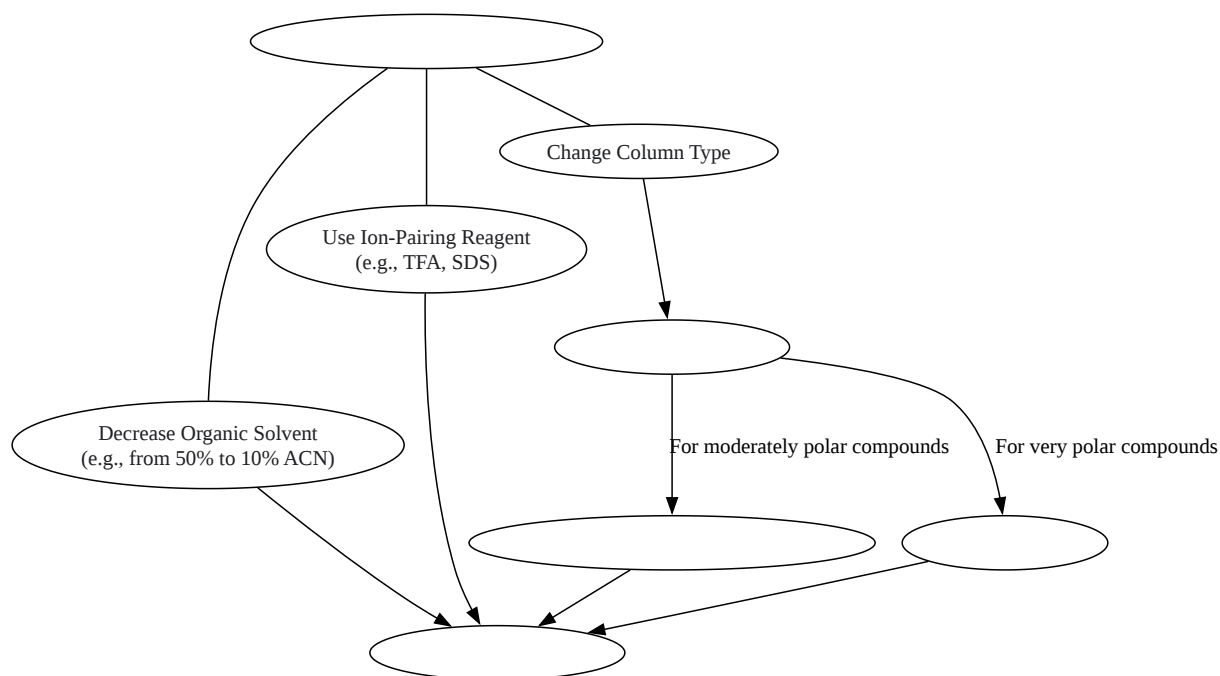 Change Column Type
Use Ion-Pairing Reagent
(e.g., TFA, SDS)
Decrease Organic Solvent
(e.g., from 50% to 10% ACN)
For moderately polar compounds
For very polar compounds